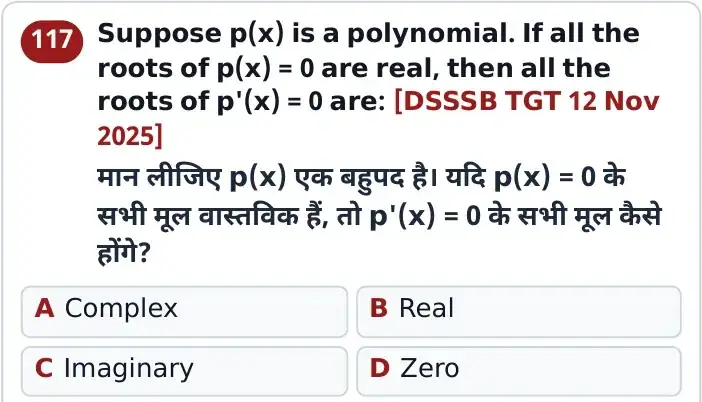 117 Suppose p(x) is a polynomial. If all the
roots of p(x) = 0 are real, then all the
roots of p'(x) = 0 are: [DSSSB TGT 12 Nov
2025]
मान लीजिए p(x) एक बहुपद है। यदि p(x) = 0 के
सभी मूल वास्तविक हैं, तो p'(x) = 0 के सभी मूल कैसे
होंगे?
A Complex
B Real
C Imaginary
D Zero